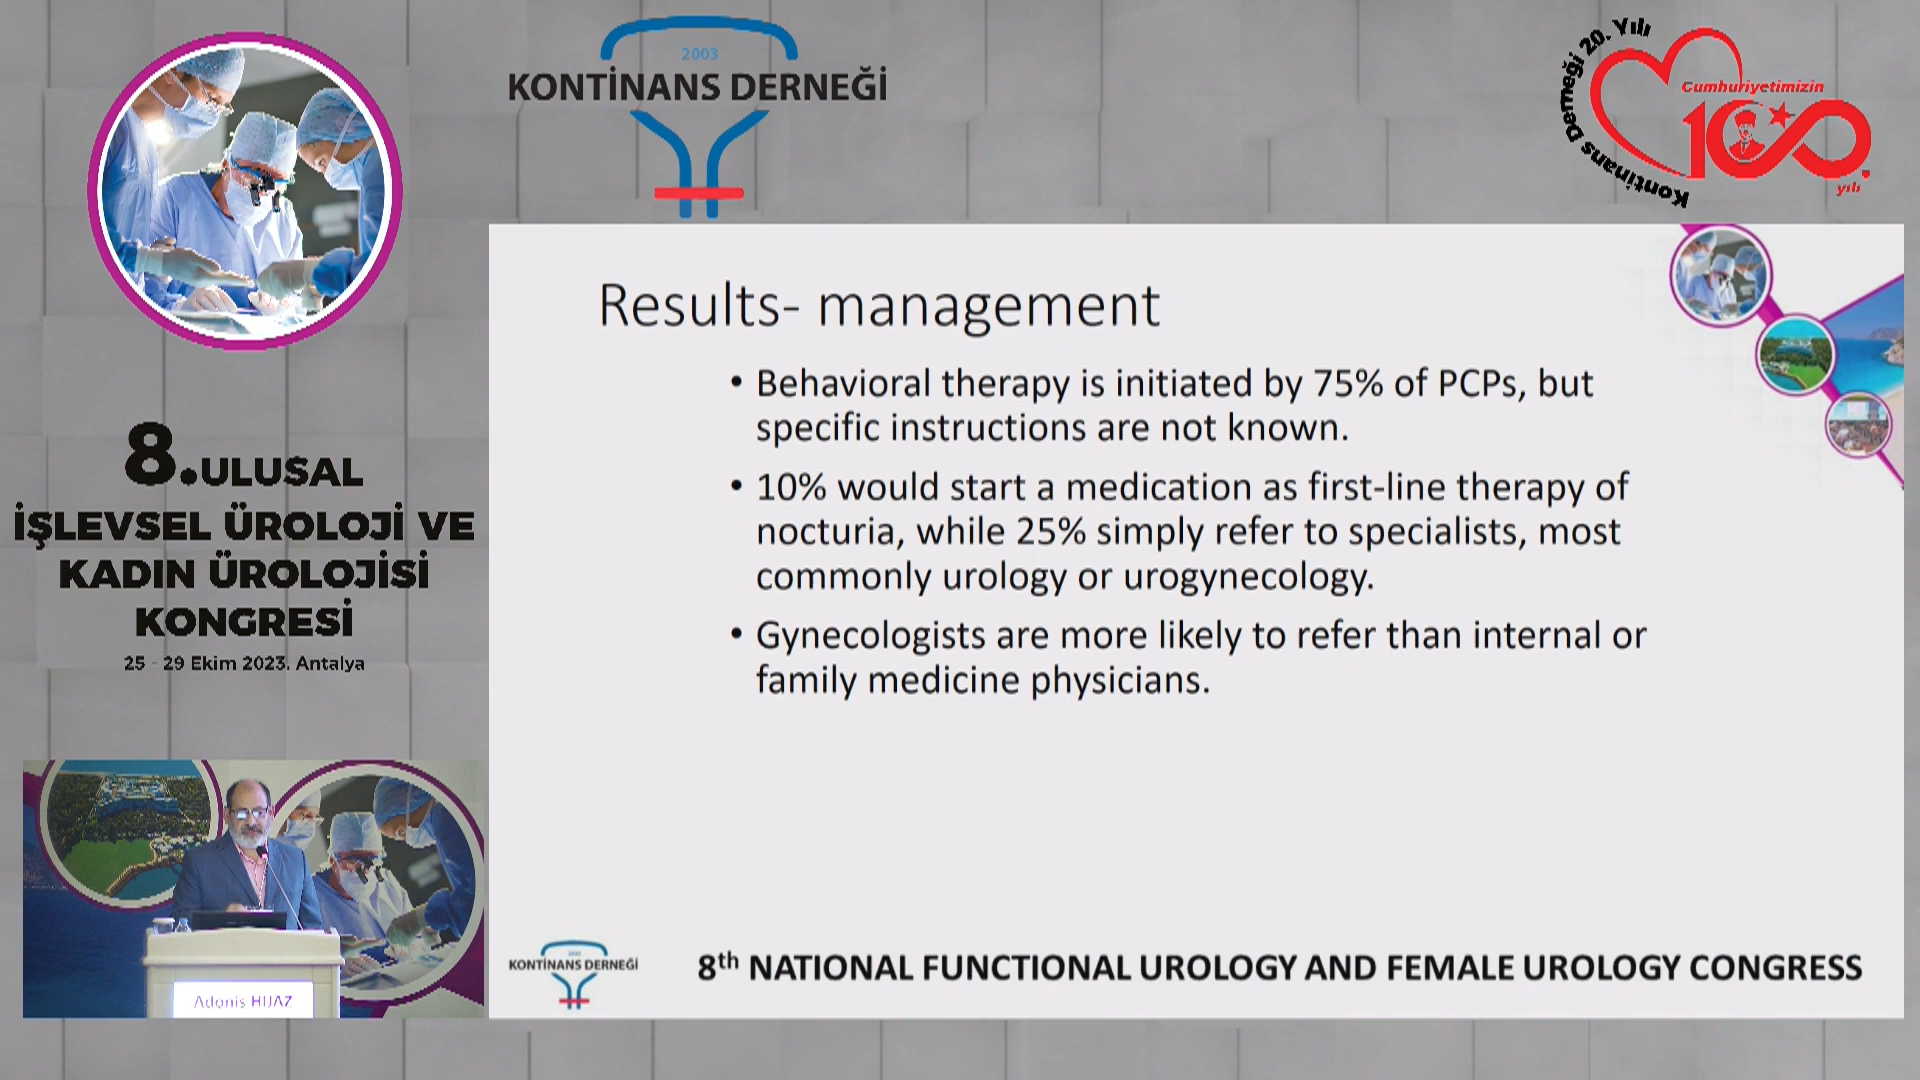 2003
KONTİNANS DERNEĞİ
Kontinans Derneği 20. Yılı
Cumhuriyetimizin
100.
yılı
8.ULUSAL
İŞLEVSEL ÜROLOJİ VE
KADIN ÜROLOJİSİ
KONGRESİ
25 - 29 Ekim 2023. Antalya
Results- management
• Behavioral therapy is initiated by 75% of PCPs, but
specific instructions are not known.
• 10% would start a medication as first-line therapy of
nocturia, while 25% simply refer to specialists, most
commonly urology or urogynecology.
• Gynecologists are more likely to refer than internal or
family medicine physicians.
KONTİNANS DERNEĞİ
8th NATIONAL FUNCTIONAL UROLOGY AND FEMALE UROLOGY CONGRESS
Adonis HIJAZ